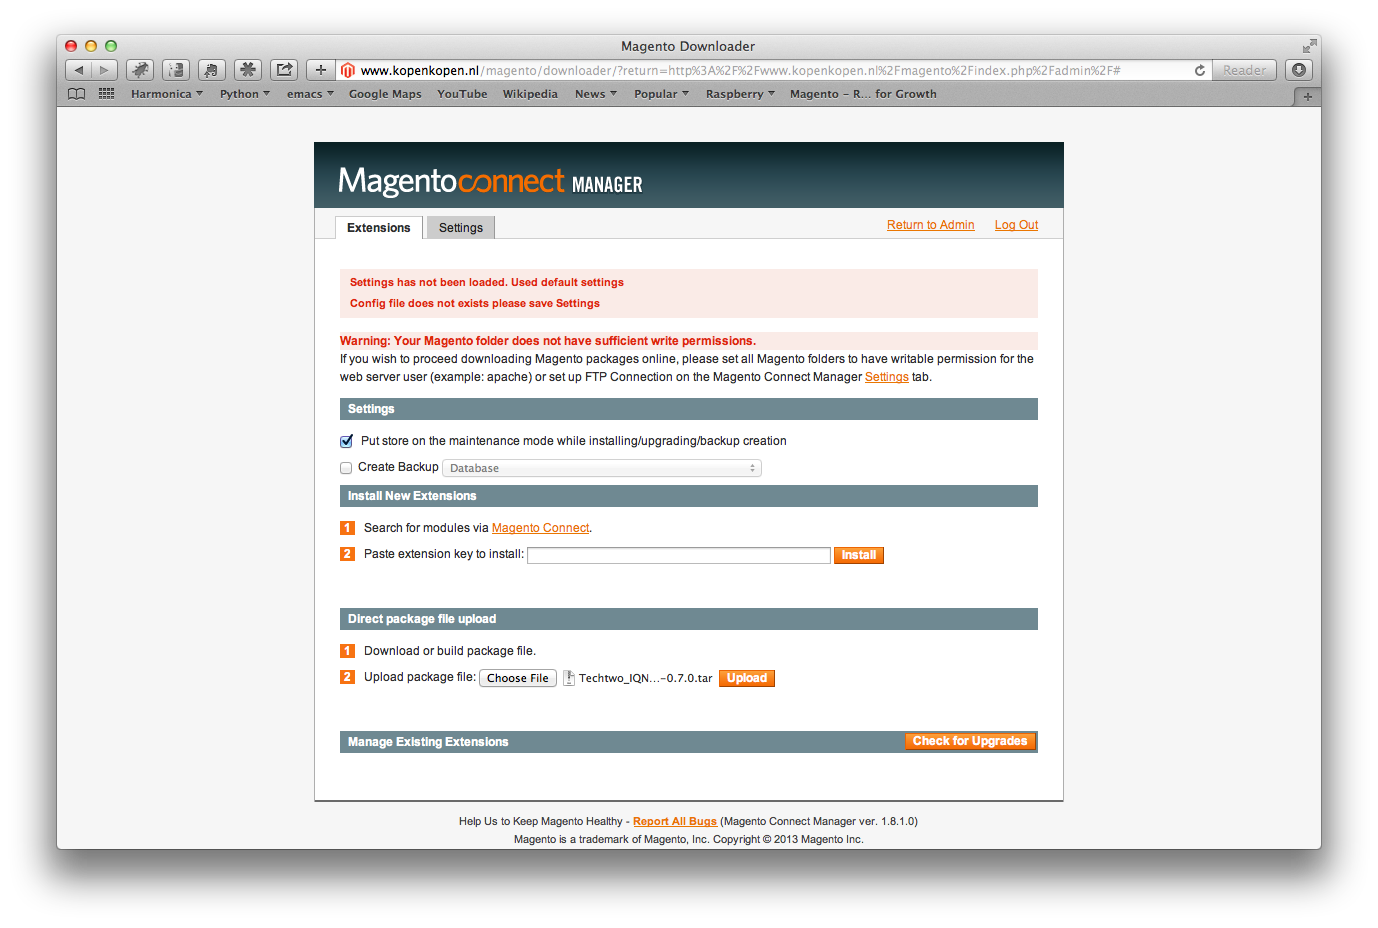 Magento Downloader
www.kopenkopen.nl/magento/downloader/?return=http%3A%2F%2Fwww.kopenkopen.nl%2Fmagento%2Findex.php%2Fadmin%2F# Reader
Harmonica Python emacs Google Maps YouTube Wikipedia News Popular Raspberry Magento – R... for Growth
Magentoconnect MANAGER
Extensions Settings Return to Admin Log Out
Settings has not been loaded. Used default settings
Config file does not exists please save Settings
Warning: Your Magento folder does not have sufficient write permissions.
If you wish to proceed downloading Magento packages online, please set all Magento folders to have writable permission for the
web server user (example: apache) or set up FTP Connection on the Magento Connect Manager Settings tab.
Settings
Put store on the maintenance mode while installing/upgrading/backup creation
Create Backup Database
Install New Extensions
1 Search for modules via Magento Connect.
2 Paste extension key to install: Install
Direct package file upload
1 Download or build package file.
2 Upload package file: Choose File Techtwo_IQN...-0.7.0.tar Upload
Manage Existing Extensions Check for Upgrades
Help Us to Keep Magento Healthy - Report All Bugs (Magento Connect Manager ver. 1.8.1.0)
Magento is a trademark of Magento, Inc. Copyright © 2013 Magento Inc.